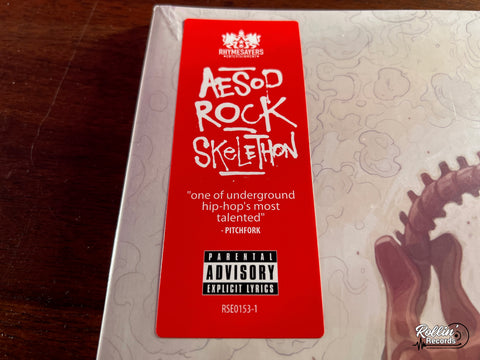 RHYMESAYERS
ENTERTAINMENT
AESOP
ROCK
SKELETHON
"one of underground
hip-hop's most
talented"
- PITCHFORK
PARENTAL
ADVISORY
EXPLICIT LYRICS
RSE0153-1
Rollin'
Records